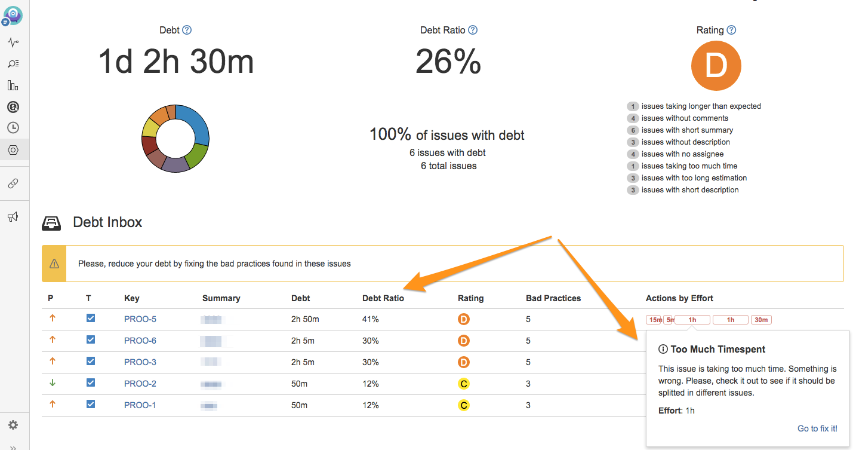 Debt
1d 2h 30m
Debt Ratio
26%
100% of issues with debt
6 issues with debt
6 total issues
Rating
D
1 issues taking longer than expected
4 issues without comments
6 issues with short summary
3 issues without description
4 issues with no assignee
1 issues taking too much time
3 issues with too long estimation
3 issues with short description
Debt Inbox
Please, reduce your debt by fixing the bad practices found in these issues
P T Key Summary Debt Debt Ratio Rating Bad Practices Actions by Effort
PROO-5 2h 50m 41% D 5 15m 5m 1h 1h 30m
PROO-6 2h 5m 30% D 5
PROO-3 2h 5m 30% D 5
PROO-2 50m 12% C 3
PROO-1 50m 12% C 3
Too Much Timespent
This issue is taking too much time. Something is
wrong. Please, check it out to see if it should be
splitted in different issues.
Effort: 1h
Go to fix it!